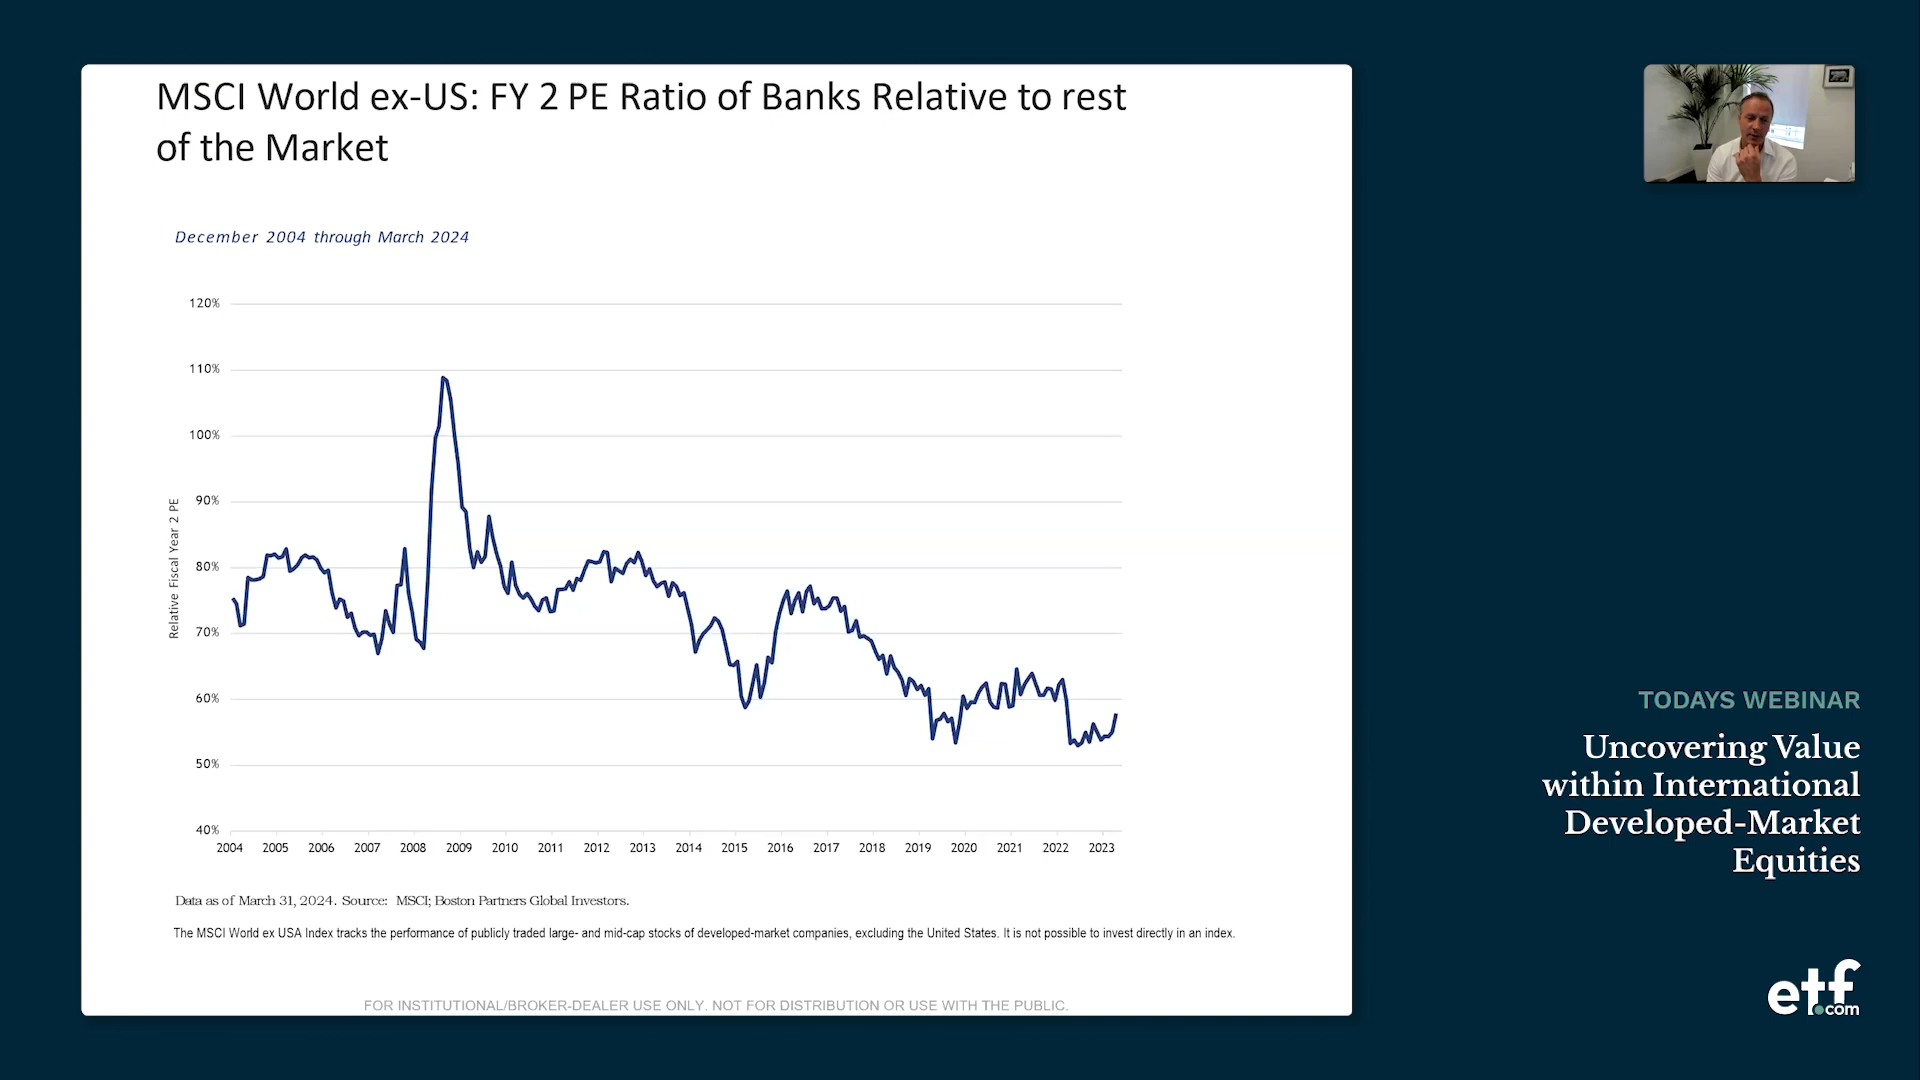 MSCI World ex-US: FY 2 PE Ratio of Banks Relative to rest
of the Market
December 2004 through March 2024
120%
110%
100%
90%
80%
70%
60%
50%
40%
Relative Fiscal Year 2 PE
2004 2005 2006 2007 2008 2009 2010 2011 2012 2013 2014 2015 2016 2017 2018 2019 2020 2021 2022 2023
Data as of March 31, 2024. Source: MSCI; Boston Partners Global Investors.
The MSCI World ex USA Index tracks the performance of publicly traded large- and mid-cap stocks of developed-market companies, excluding the United States. It is not possible to invest directly in an index.
FOR INSTITUTIONAL/BROKER-DEALER USE ONLY. NOT FOR DISTRIBUTION OR USE WITH THE PUBLIC.
TODAYS WEBINAR
Uncovering Value
within International
Developed-Market
Equities
etf
.com